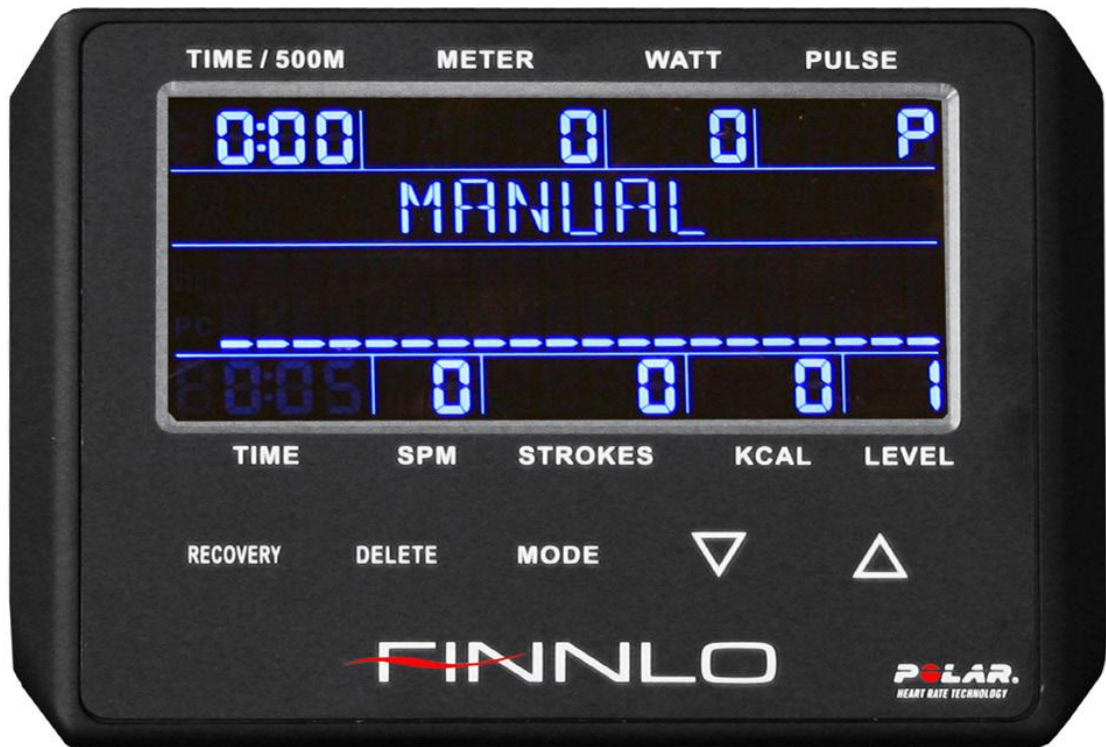 TIME / 500M METER WATT PULSE
0:00 0 0 P
MANUAL
PC
0:05 0 0 0 1
TIME SPM STROKES KCAL LEVEL
RECOVERY DELETE MODE
FINNLO
POLAR.
HEART RATE TECHNOLOGY